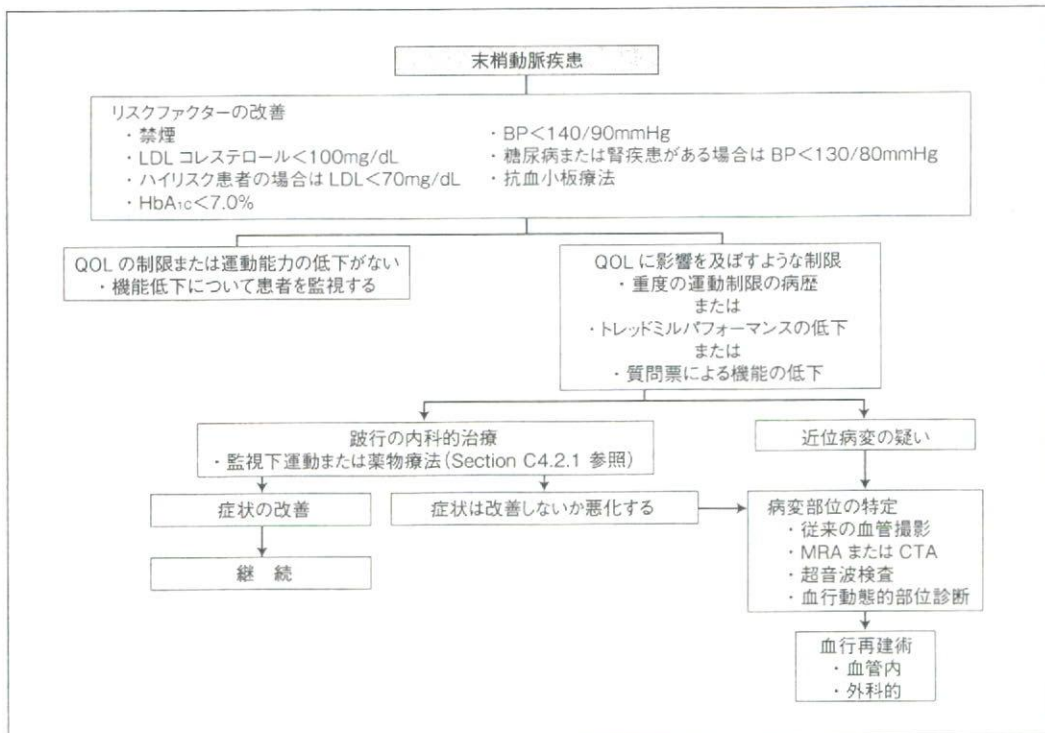 末梢動脈疾患
リスクファクターの改善
・禁煙
・LDL コレステロール<100mg/dL
・ハイリスク患者の場合は LDL<70mg/dL
・HbA1c<7.0%
・BP<140/90mmHg
・糖尿病または腎疾患がある場合は BP<130/80mmHg
・抗血小板療法
QOL の制限または運動能力の低下がない
・機能低下について患者を監視する
QOL に影響を及ぼすような制限
・重度の運動制限の病歴
または
・トレッドミルパフォーマンスの低下
または
・質問票による機能の低下
跛行の内科的治療
・監視下運動または薬物療法(Section C4.2.1 参照)
近位病変の疑い
症状の改善
症状は改善しないか悪化する
継 続
病変部位の特定
・従来の血管撮影
・MRA または CTA
・超音波検査
・血行動態的部位診断
血行再建術
・血管内
・外科的